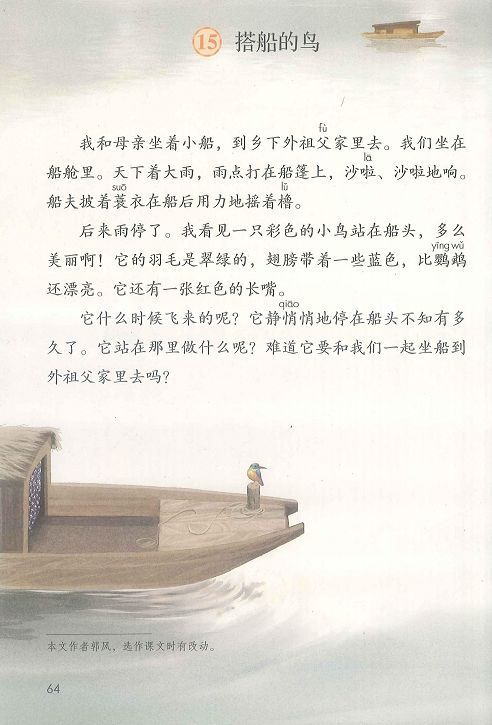 15 搭船的鸟
fù
我和母亲坐着小船，到乡下外祖父家里去。我们坐在
lā
船舱里。天下着大雨，雨点打在船篷上，沙啦、沙啦地响。
suō lǔ
船夫披着蓑衣在船后用力地摇着橹。
后来雨停了。我看见一只彩色的小鸟站在船头，多么
yīng wǔ
美丽啊！它的羽毛是翠绿的，翅膀带着一些蓝色，比鹦鹉
还漂亮。它还有一张红色的长嘴。
qiāo
它什么时候飞来的呢？它静悄悄地停在船头不知有多
久了。它站在那里做什么呢？难道它要和我们一起坐船到
外祖父家里去吗？
本文作者郭风，选作课文时有改动。
64